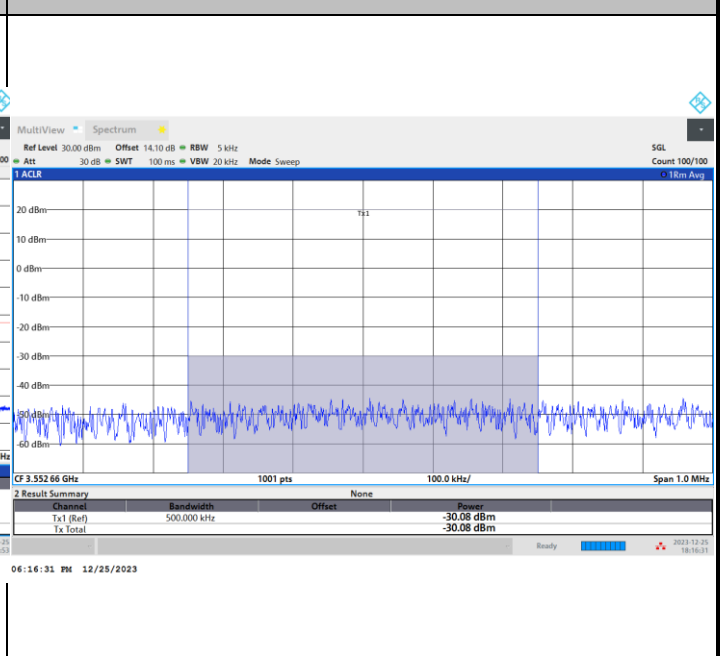 MultiView Spectrum
Ref Level 30.00 dBm Offset 14.10 dB RBW 5 kHz SGL
Att 30 dB SWT 100 ms VBW 20 kHz Mode Sweep Count 100/100
1 ACLR 1Rm Avg
20 dBm
Tx1
10 dBm
0 dBm
-10 dBm
-20 dBm
-30 dBm
-40 dBm
-50 dBm
-60 dBm
CF 3.552 66 GHz 1001 pts 100.0 kHz/ Span 1.0 MHz
2 Result Summary None
Channel Bandwidth Offset Power
Tx1 (Ref) 500.000 kHz -30.08 dBm
Tx Total -30.08 dBm
Ready 2023-12-25
18:16:31
06:16:31 PM 12/25/2023